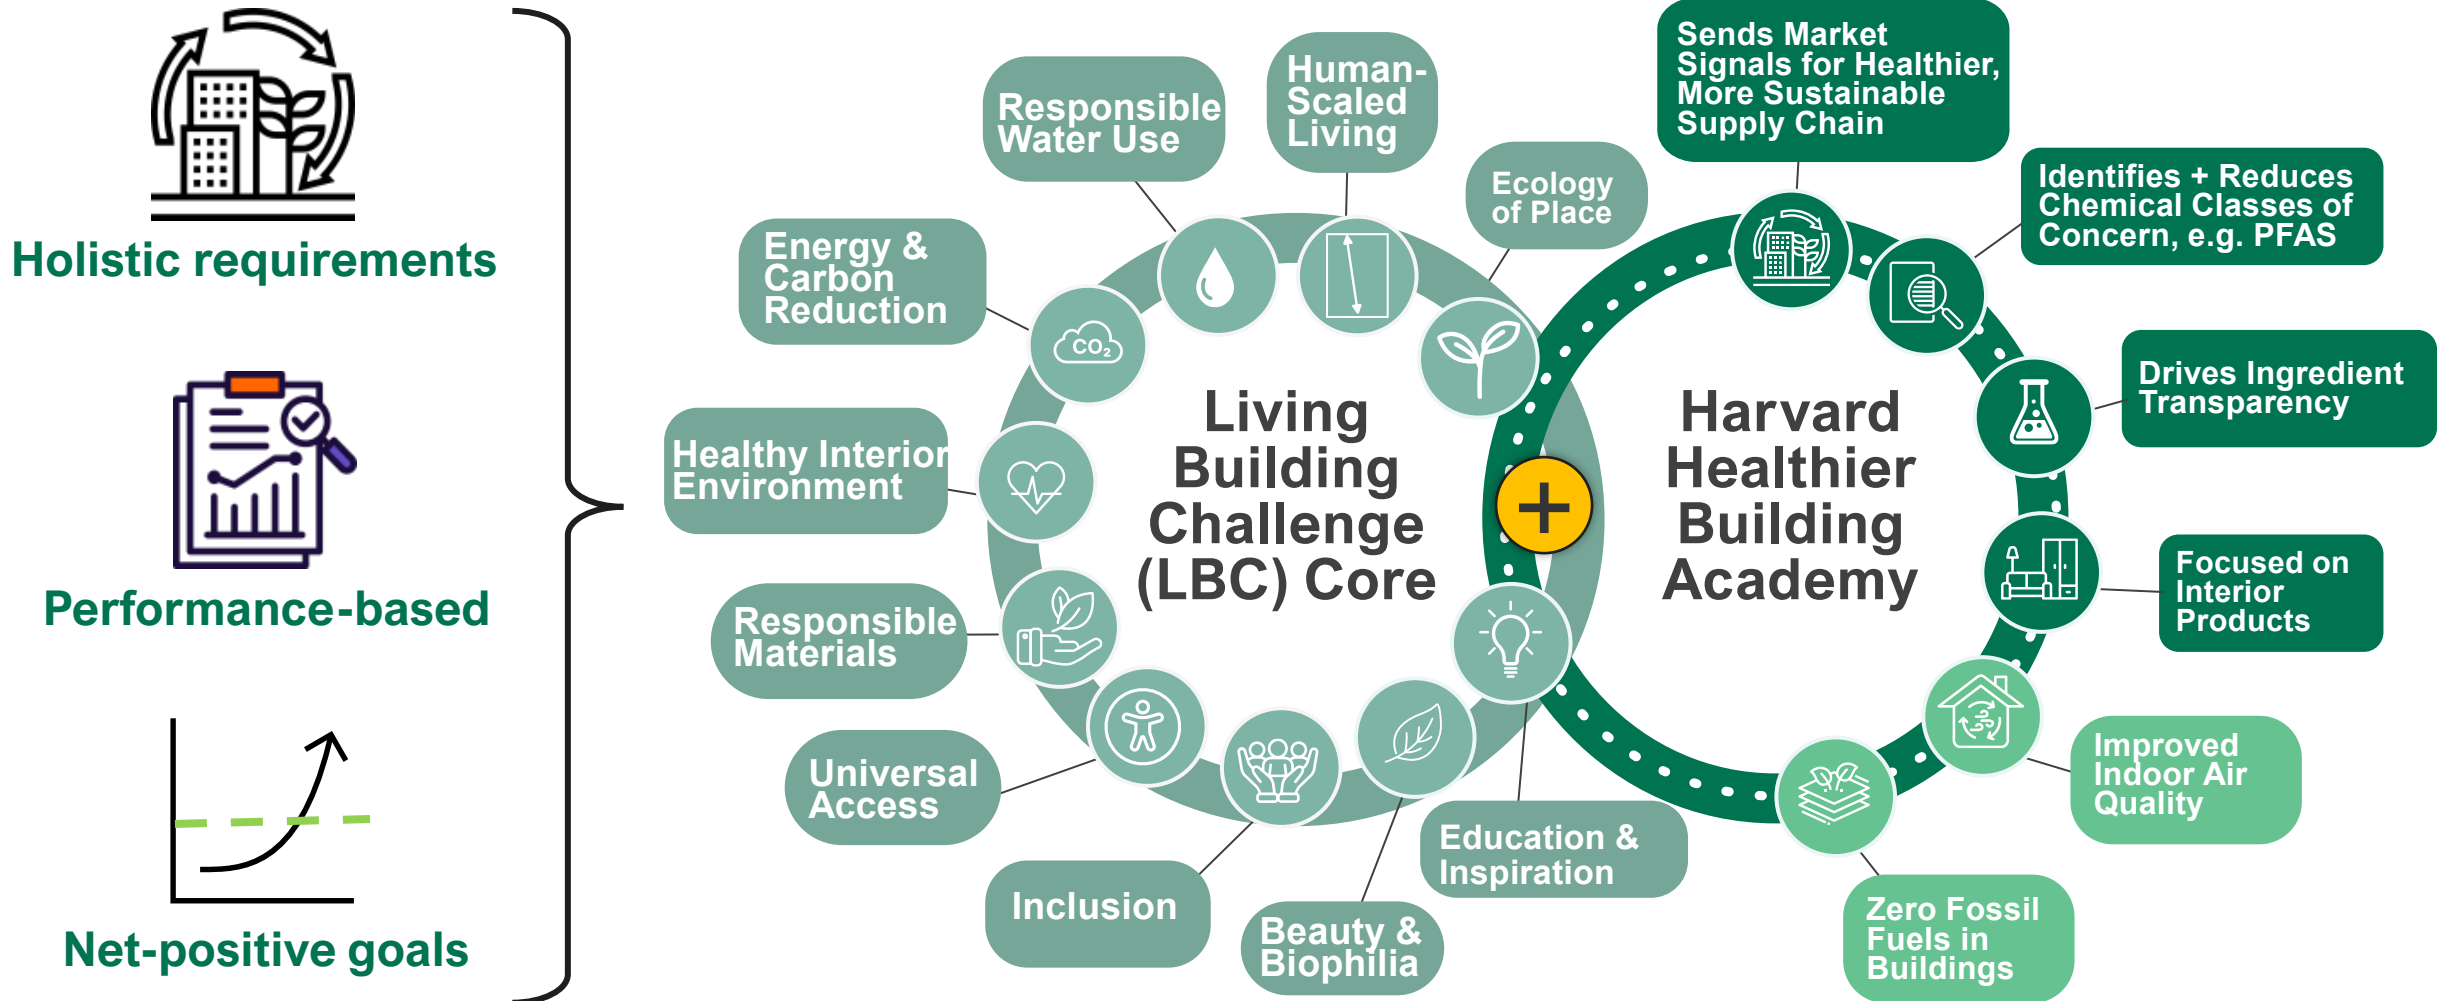 Holistic requirements
Performance-based
Net-positive goals
Responsible
Water Use
Human-
Scaled
Living
Ecology
of Place
Energy &
Carbon
Reduction
CO₂
Healthy Interior
Environment
Responsible
Materials
Universal
Access
Inclusion
Beauty &
Biophilia
Education &
Inspiration
Living
Building
Challenge
(LBC) Core
+
Harvard
Healthier
Building
Academy
Sends Market
Signals for Healthier,
More Sustainable
Supply Chain
Identifies + Reduces
Chemical Classes of
Concern, e.g. PFAS
Drives Ingredient
Transparency
Focused on
Interior
Products
Improved
Indoor Air
Quality
Zero Fossil
Fuels in
Buildings